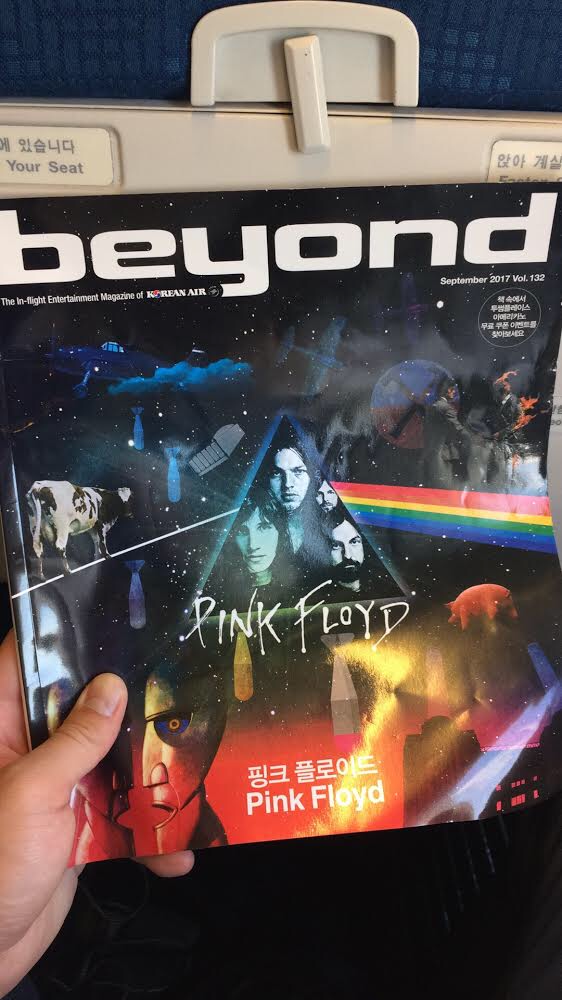 에 있습니다
Your Seat
앉아 계실
beyond
The In-flight Entertainment Magazine of KOREAN AIR
September 2017 Vol. 132
책 속에서
투썸플레이스
아메리카노
무료 쿠폰 이벤트를
찾아보세요
PINK FLOYD
핑크 플로이드
Pink Floyd